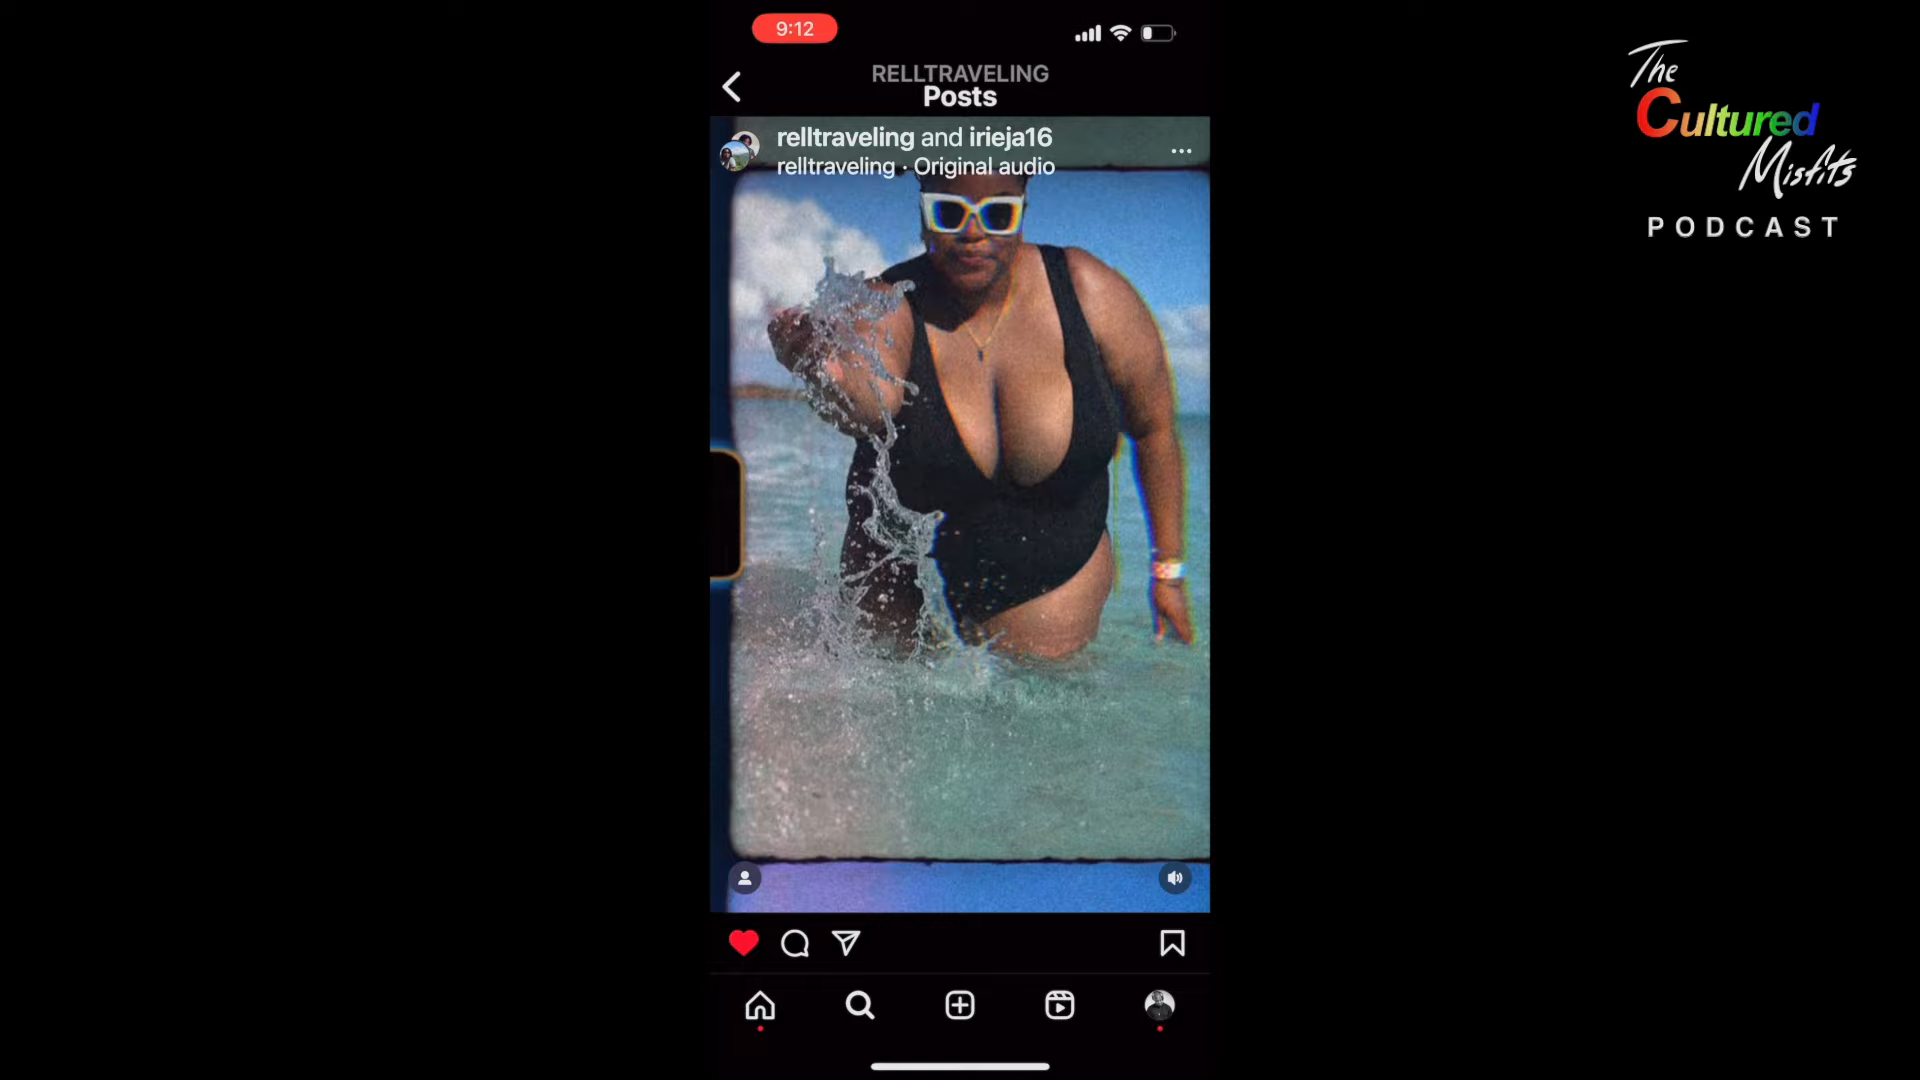 9:12
RELLTRAVELING
Posts
relltraveling and irieja16
relltraveling · Original audio
The
Cultured
Misfits
PODCAST